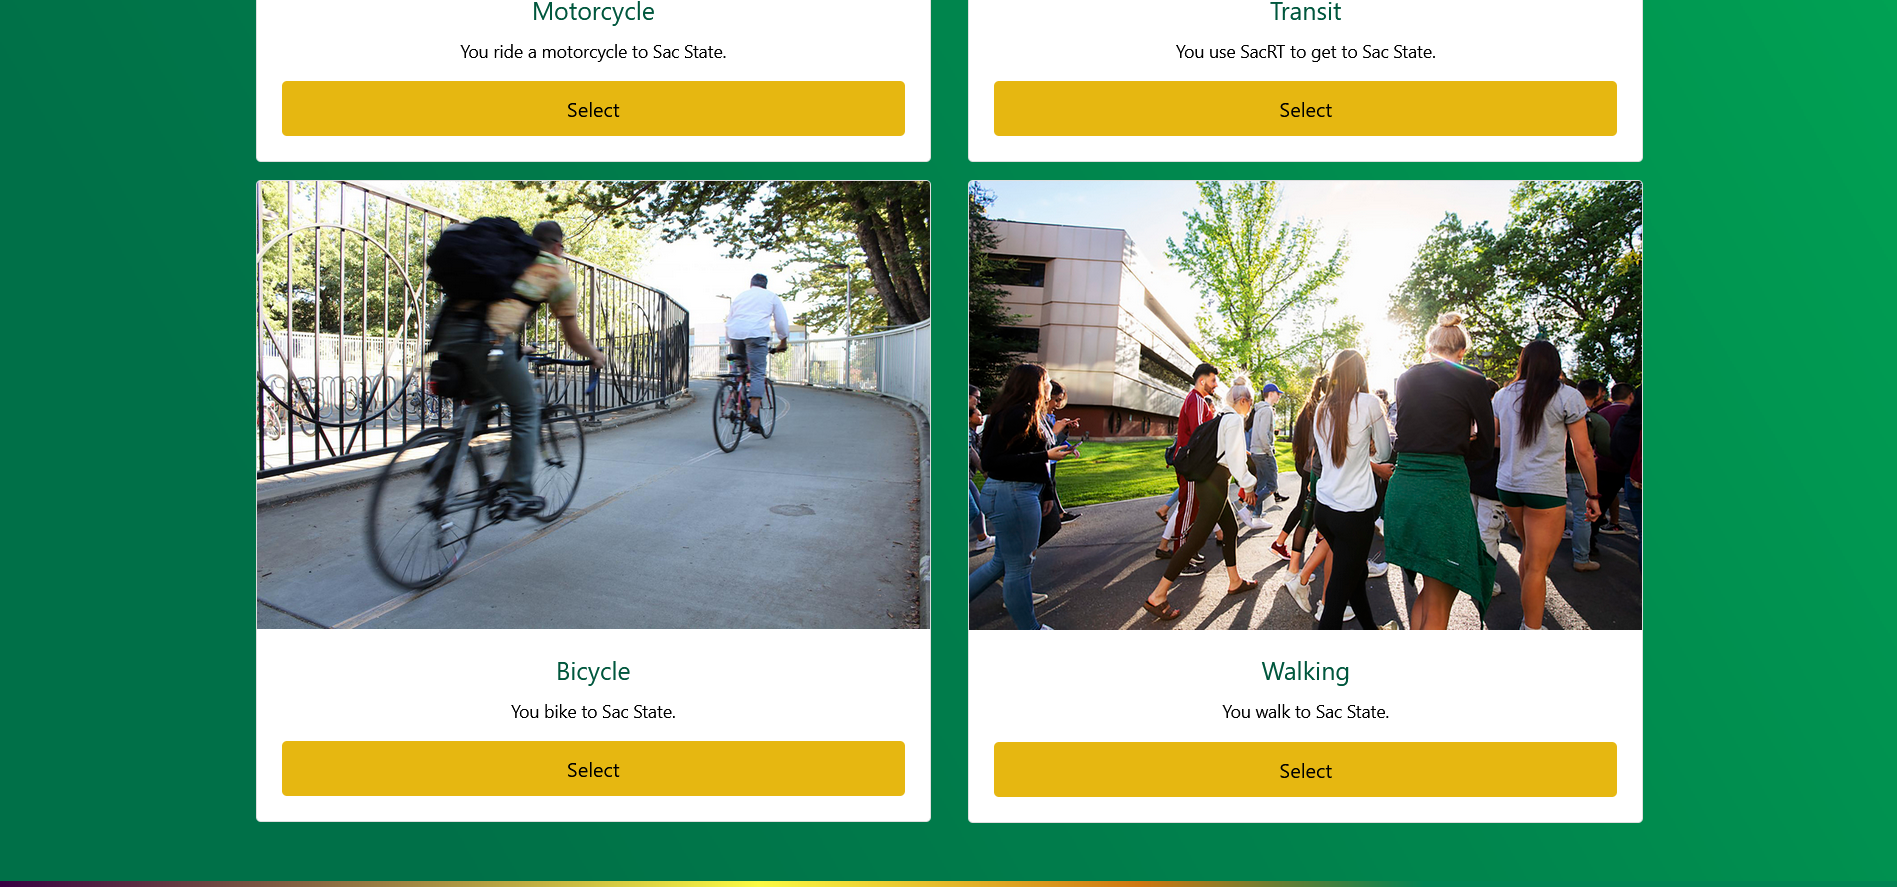 Motorcycle
You ride a motorcycle to Sac State.
Select
Transit
You use SacRT to get to Sac State.
Select
Bicycle
You bike to Sac State.
Select
Walking
You walk to Sac State.
Select